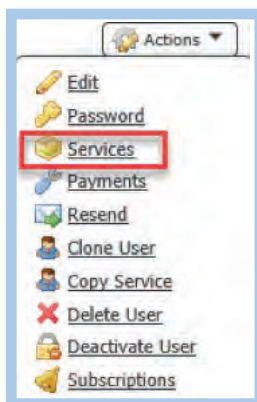 Actions
Edit
Password
Services
Payments
Resend
Clone User
Copy Service
Delete User
Deactivate User
Subscriptions